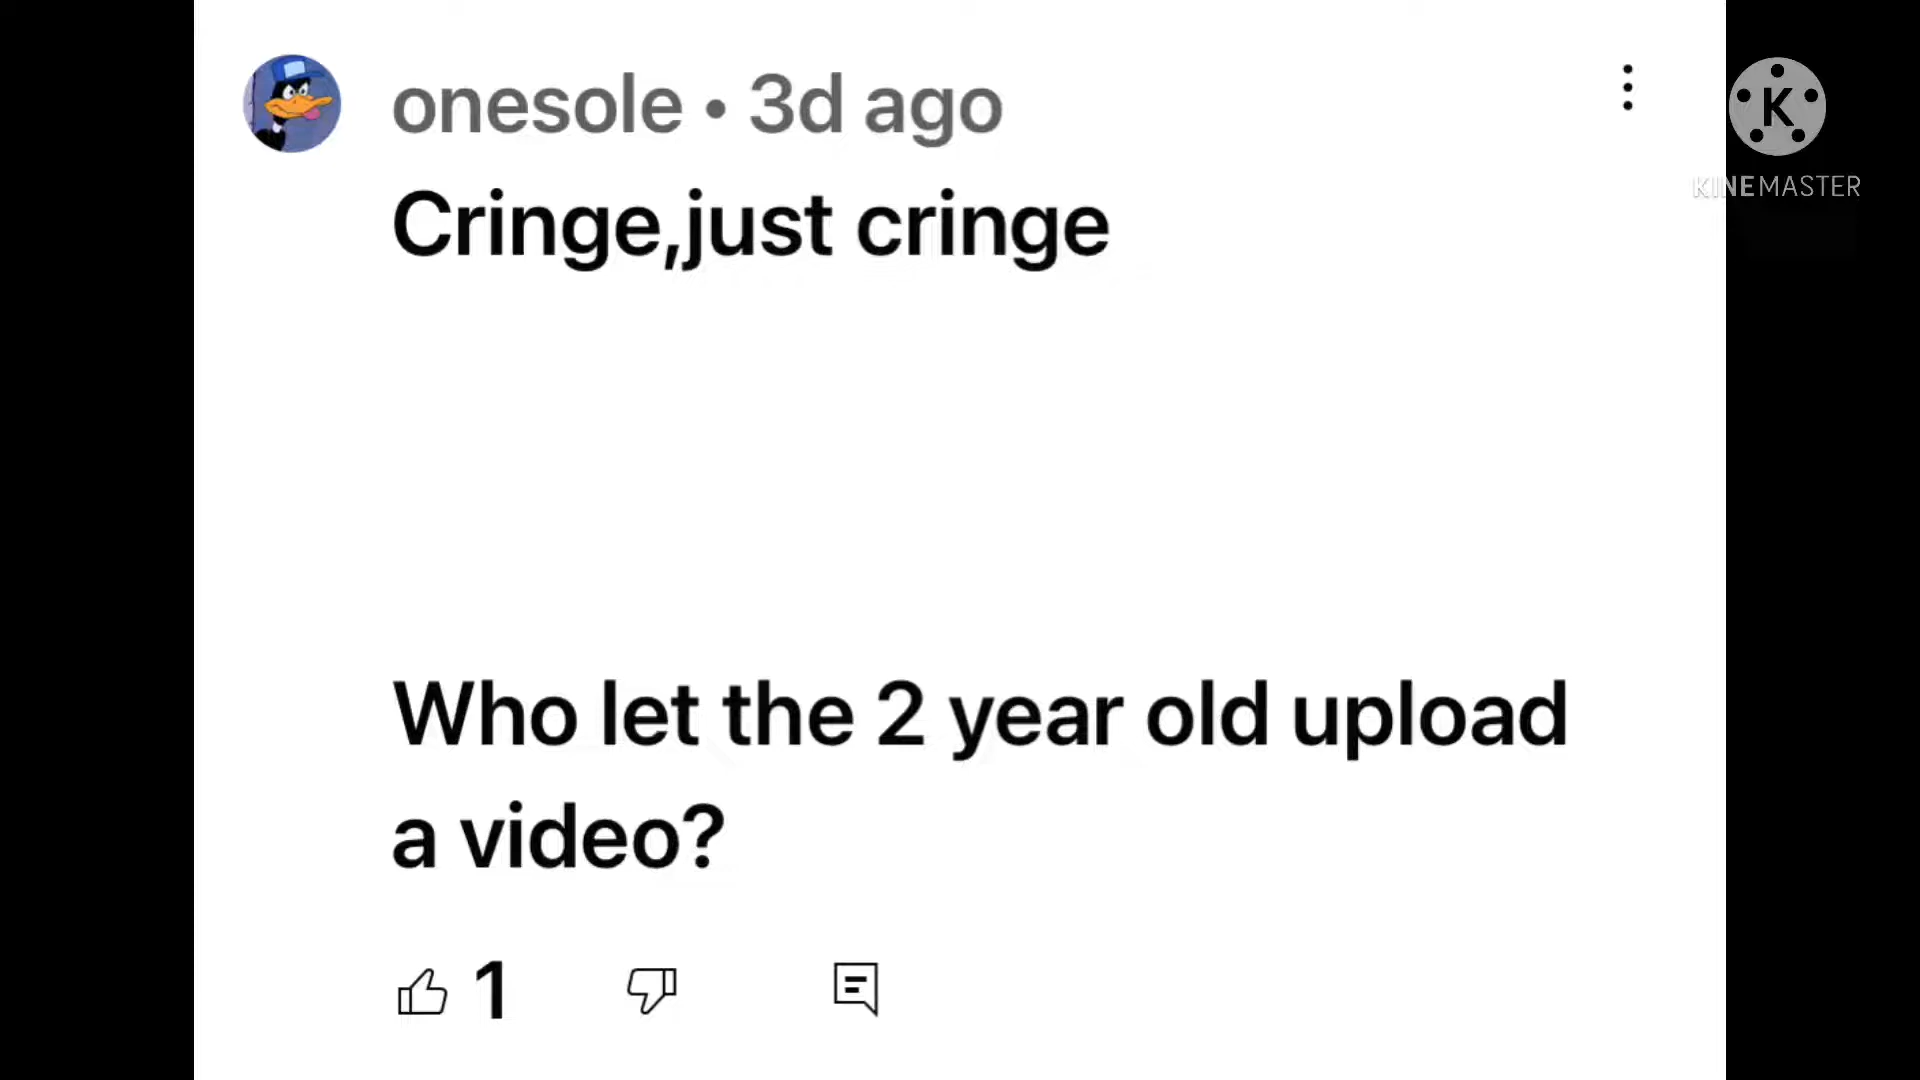 onesole • 3d ago
K
KINEMASTER
Cringe,just cringe
Who let the 2 year old upload
a video?
1